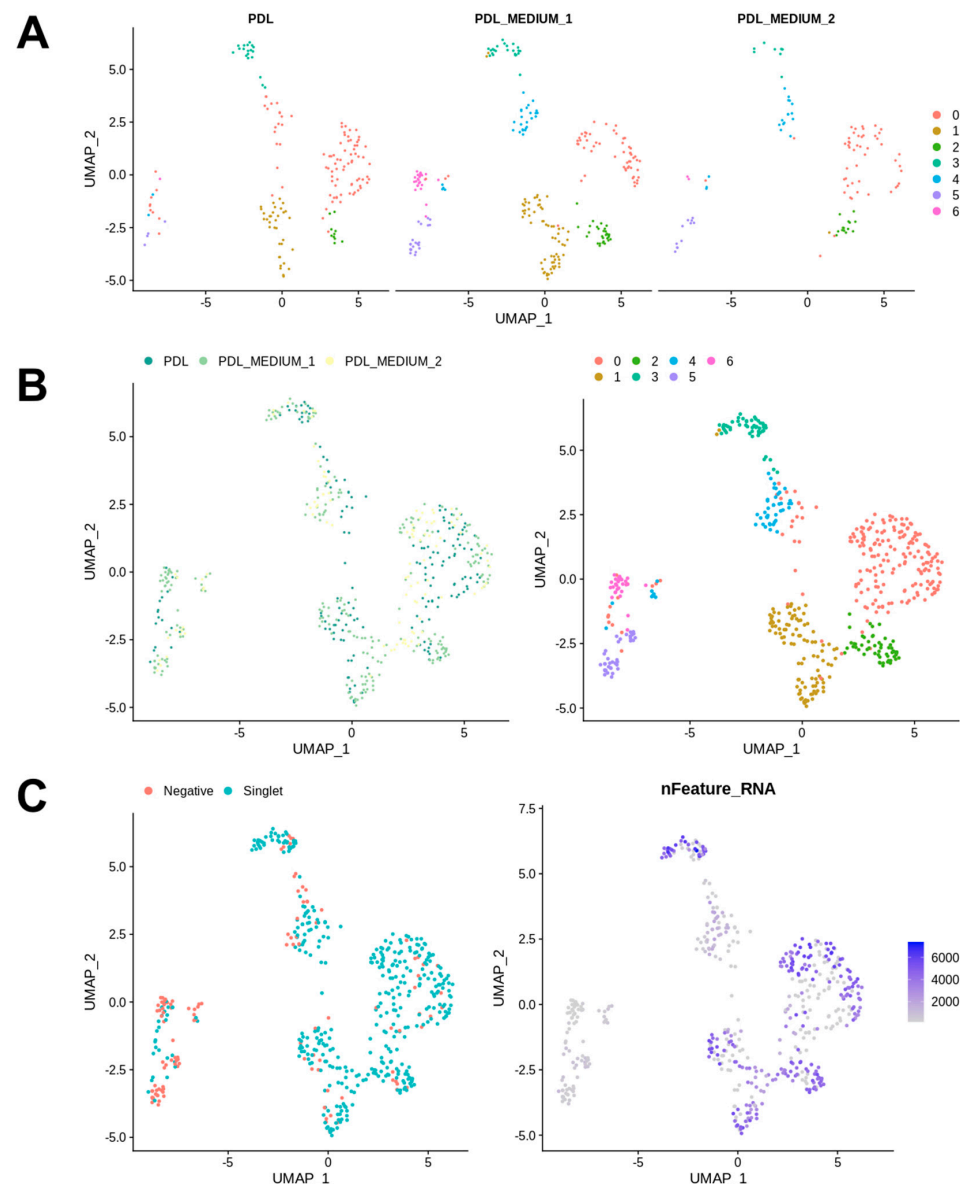 A
PDL PDL_MEDIUM_1 PDL_MEDIUM_2
UMAP_2
5.0
2.5
0.0
-2.5
-5.0
-5 0 5 -5 0 5 -5 0 5
UMAP_1
0
1
2
3
4
5
6
B
PDL PDL_MEDIUM_1 PDL_MEDIUM_2
UMAP_2
5.0
2.5
0.0
-2.5
-5.0
-5 0 5
UMAP_1
0 2 4 6
1 3 5
UMAP_2
5.0
2.5
0.0
-2.5
-5.0
-5 0 5
UMAP_1
C
Negative Singlet
UMAP_2
5.0
2.5
0.0
-2.5
-5.0
-5 0 5
UMAP_1
nFeature_RNA
UMAP_2
7.5
5.0
2.5
0.0
-2.5
-5.0
-5 0 5
UMAP_1
6000
4000
2000